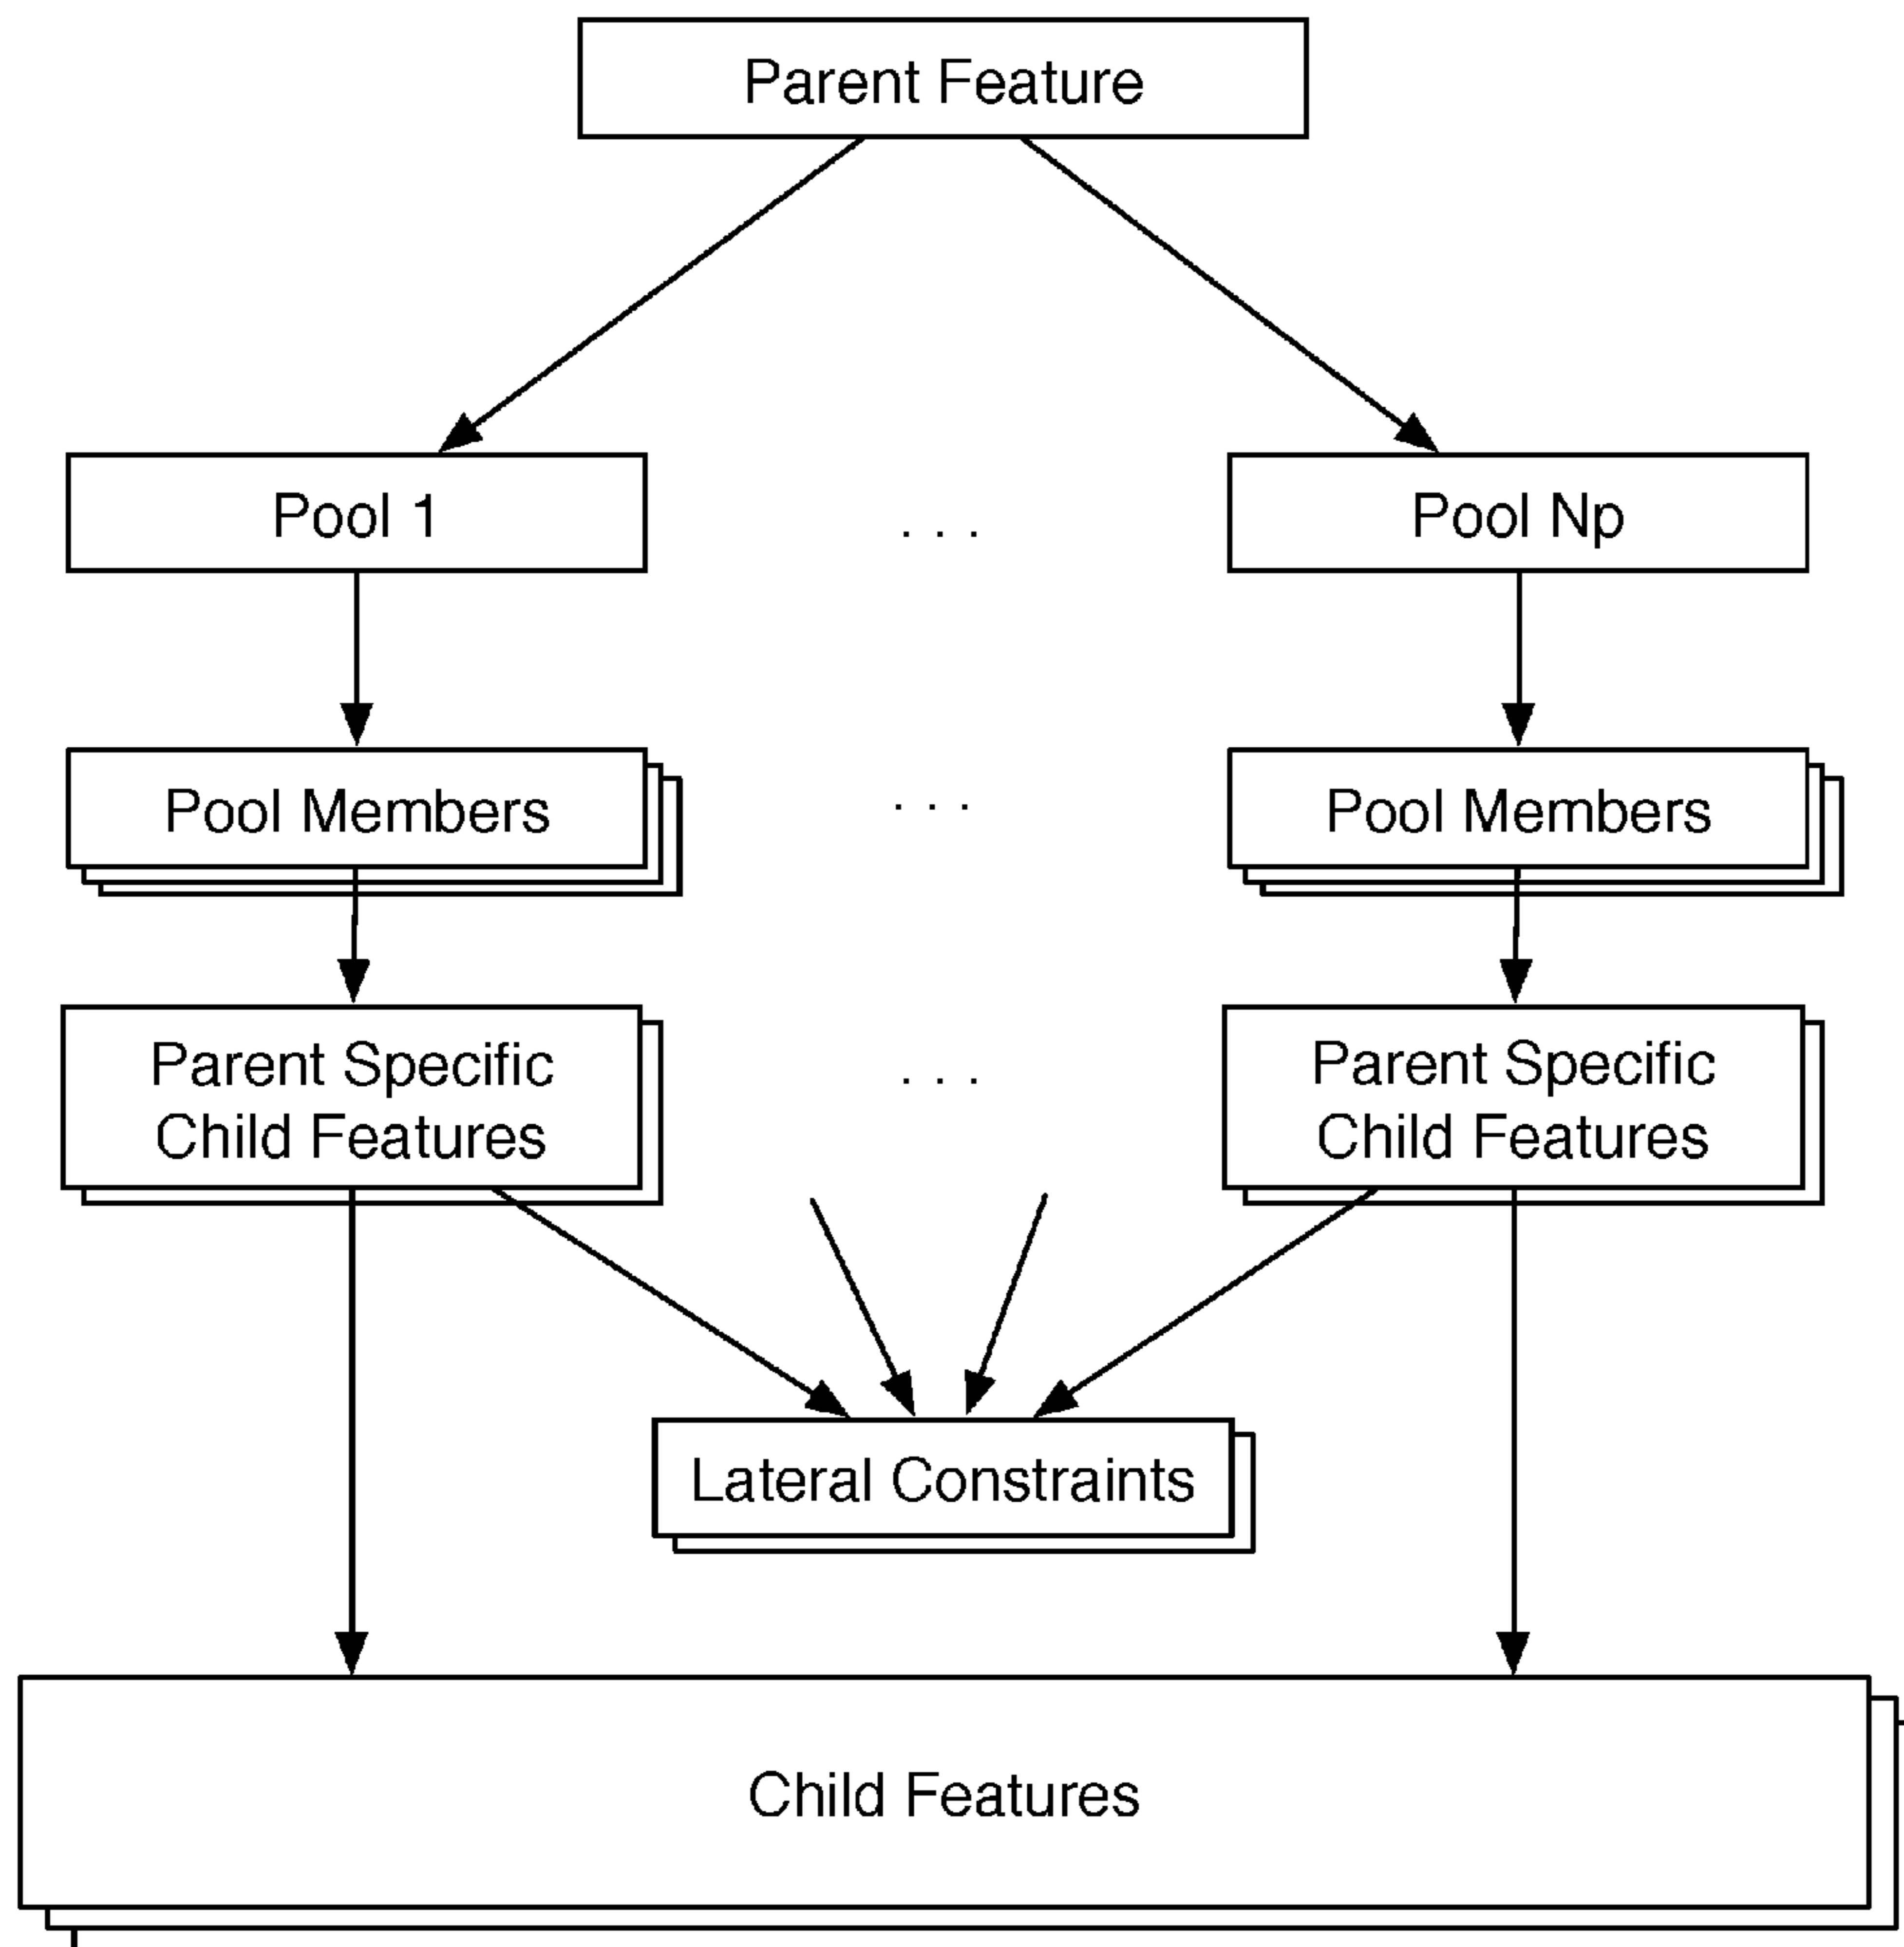 Parent Feature
Pool 1
. . .
Pool Np
Pool Members
. . .
Pool Members
Parent Specific
Child Features
. . .
Parent Specific
Child Features
Lateral Constraints
Child Features